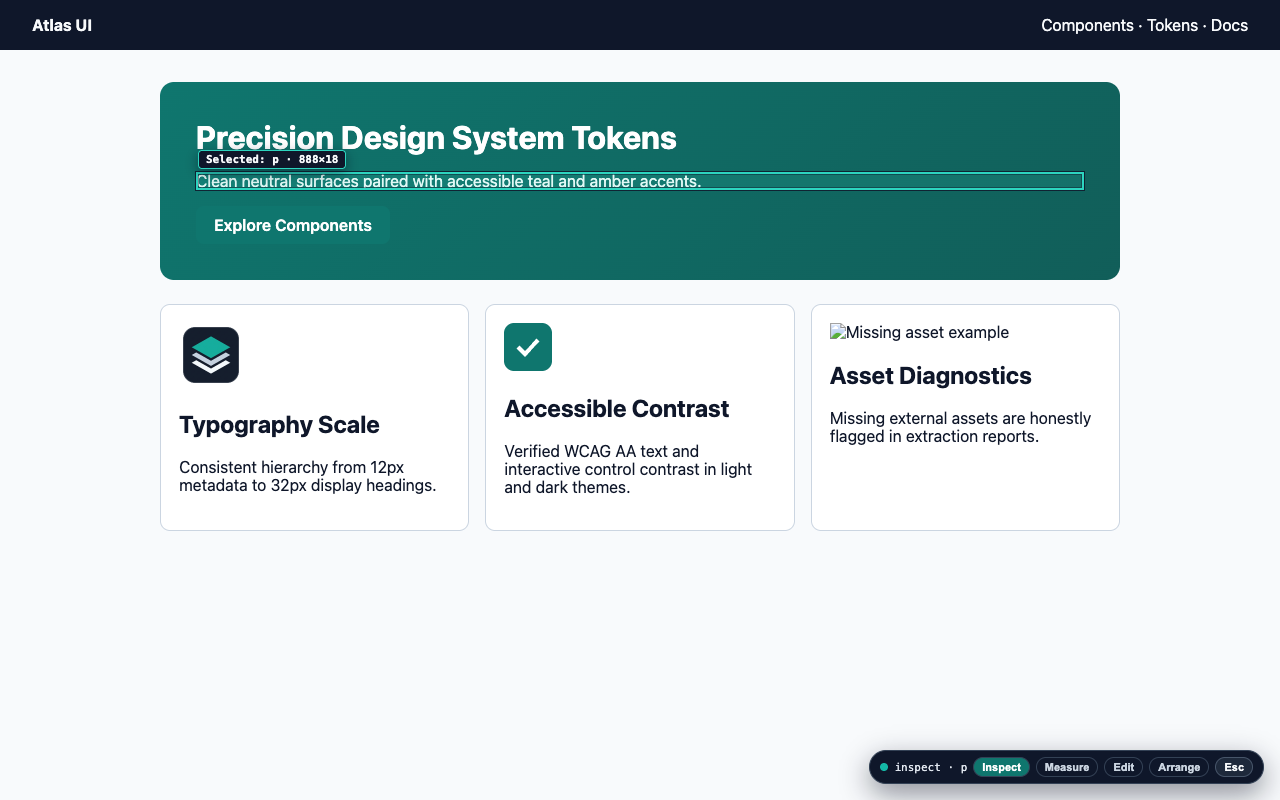 Atlas UI
Components · Tokens · Docs
Precision Design System Tokens
Selected: p · 888×18
Clean neutral surfaces paired with accessible teal and amber accents.
Explore Components
Typography Scale
Consistent hierarchy from 12px
metadata to 32px display headings.
Accessible Contrast
Verified WCAG AA text and
interactive control contrast in light
and dark themes.
Missing asset example
Asset Diagnostics
Missing external assets are honestly
flagged in extraction reports.
inspect · p
Inspect
Measure
Edit
Arrange
Esc